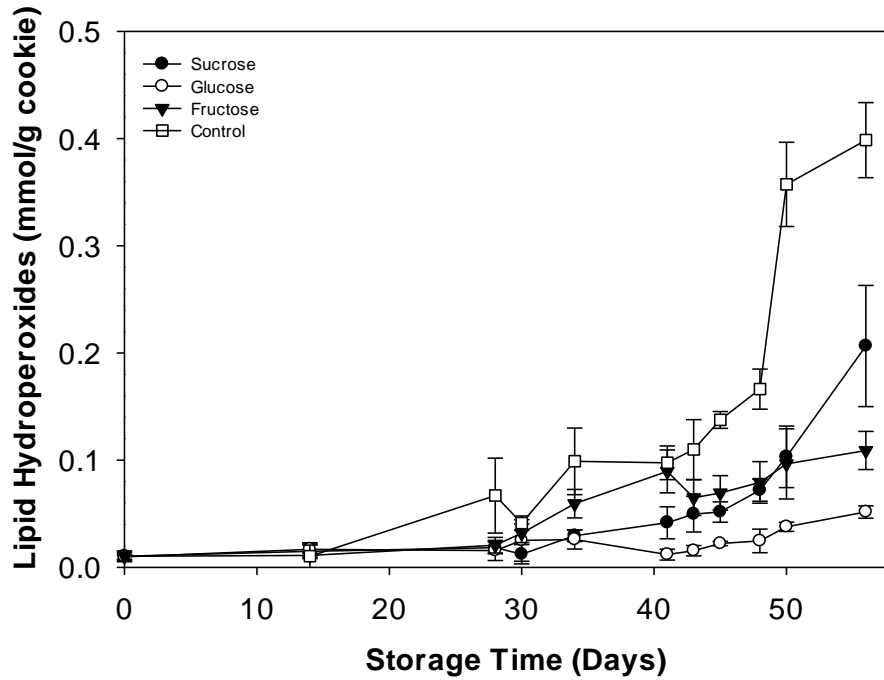 Lipid Hydroperoxides (mmol/g cookie)
0.5
0.4
0.3
0.2
0.1
0.0
Sucrose
Glucose
Fructose
Control
0 10 20 30 40 50
Storage Time (Days)